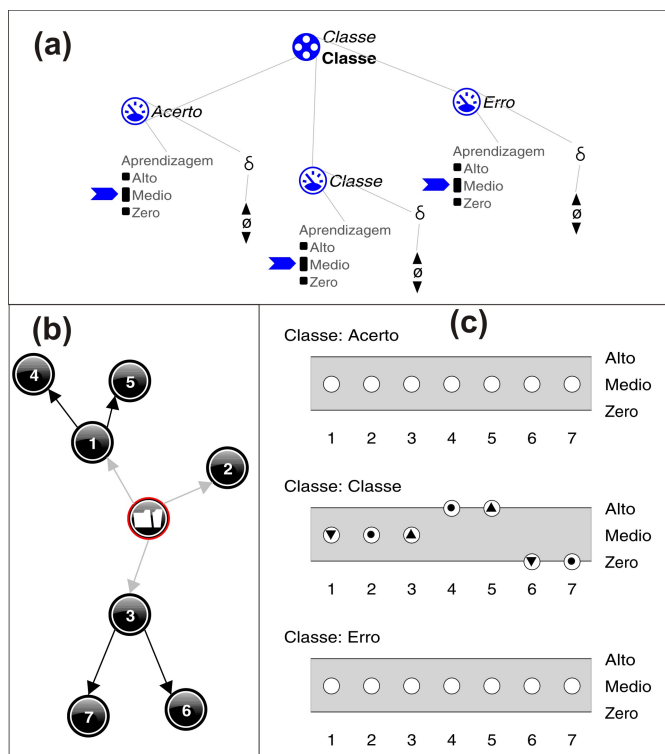 (a)
Classe
Classe
Acerto
Aprendizagem
Alto
Medio
Zero
δ
ø
Classe
Aprendizagem
Alto
Medio
Zero
δ
ø
Erro
Aprendizagem
Alto
Medio
Zero
δ
ø
(b)
4
5
1
2
3
7
6
(c)
Classe: Acerto
Alto
Medio
Zero
1 2 3 4 5 6 7
Classe: Classe
Alto
Medio
Zero
1 2 3 4 5 6 7
Classe: Erro
Alto
Medio
Zero
1 2 3 4 5 6 7